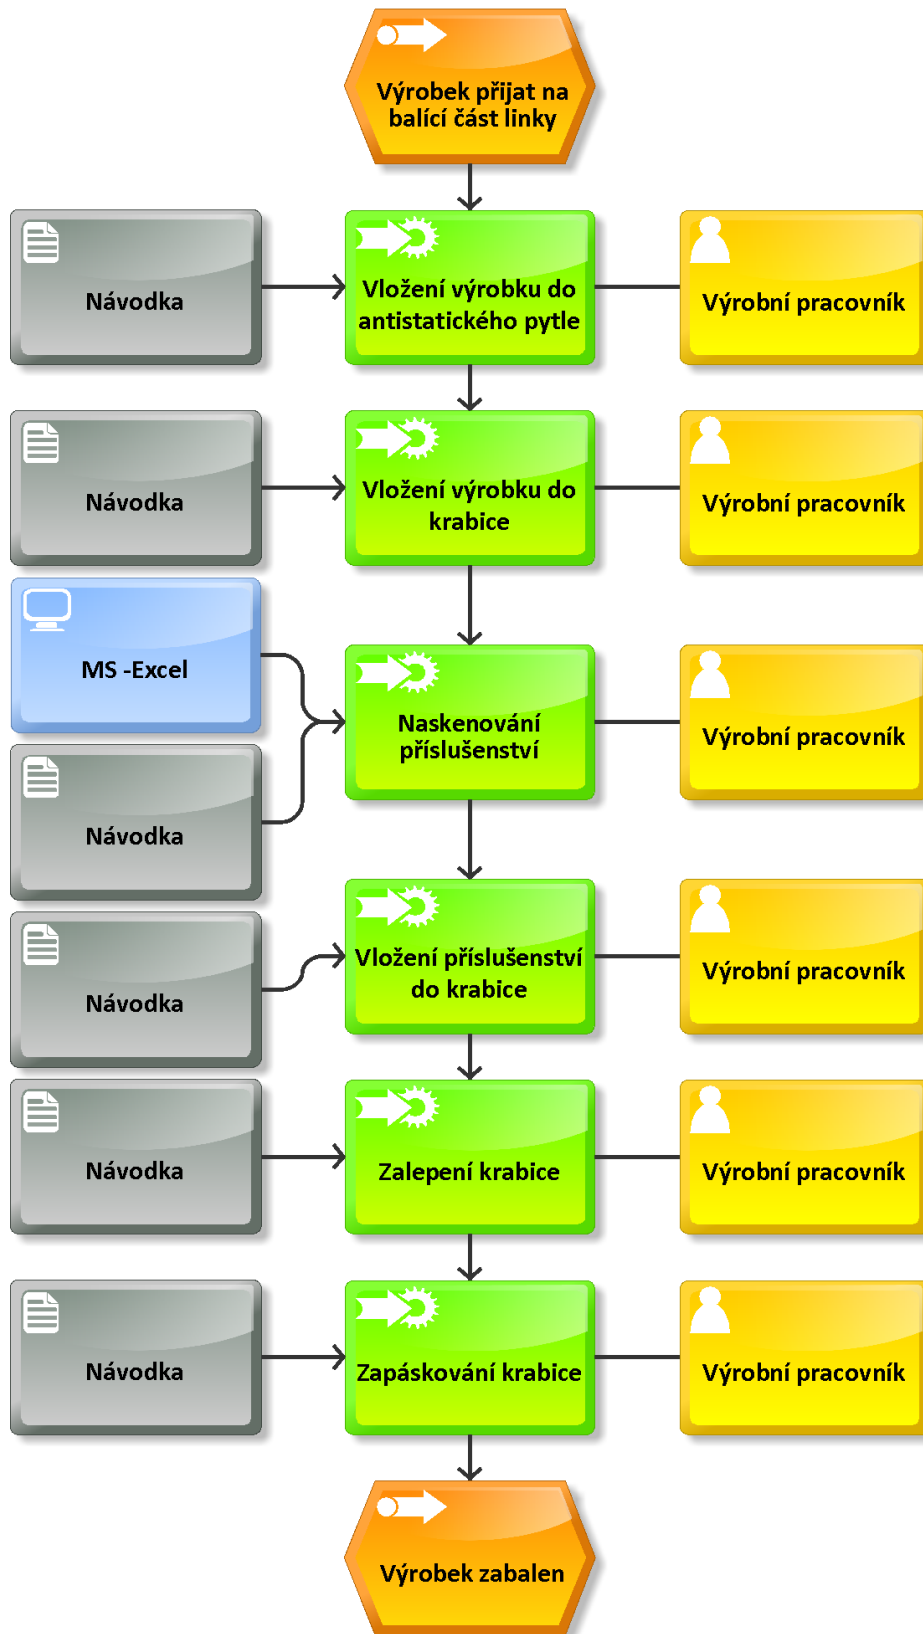 Výrobek přijat na
balící část linky
Návodka
Vložení výrobku do
antistatického pytle
Výrobní pracovník
Návodka
Vložení výrobku do
krabice
Výrobní pracovník
MS -Excel
Naskenování
příslušenství
Výrobní pracovník
Návodka
Návodka
Vložení příslušenství
do krabice
Výrobní pracovník
Návodka
Zalepení krabice
Výrobní pracovník
Návodka
Zapáskování krabice
Výrobní pracovník
Výrobek zabalen